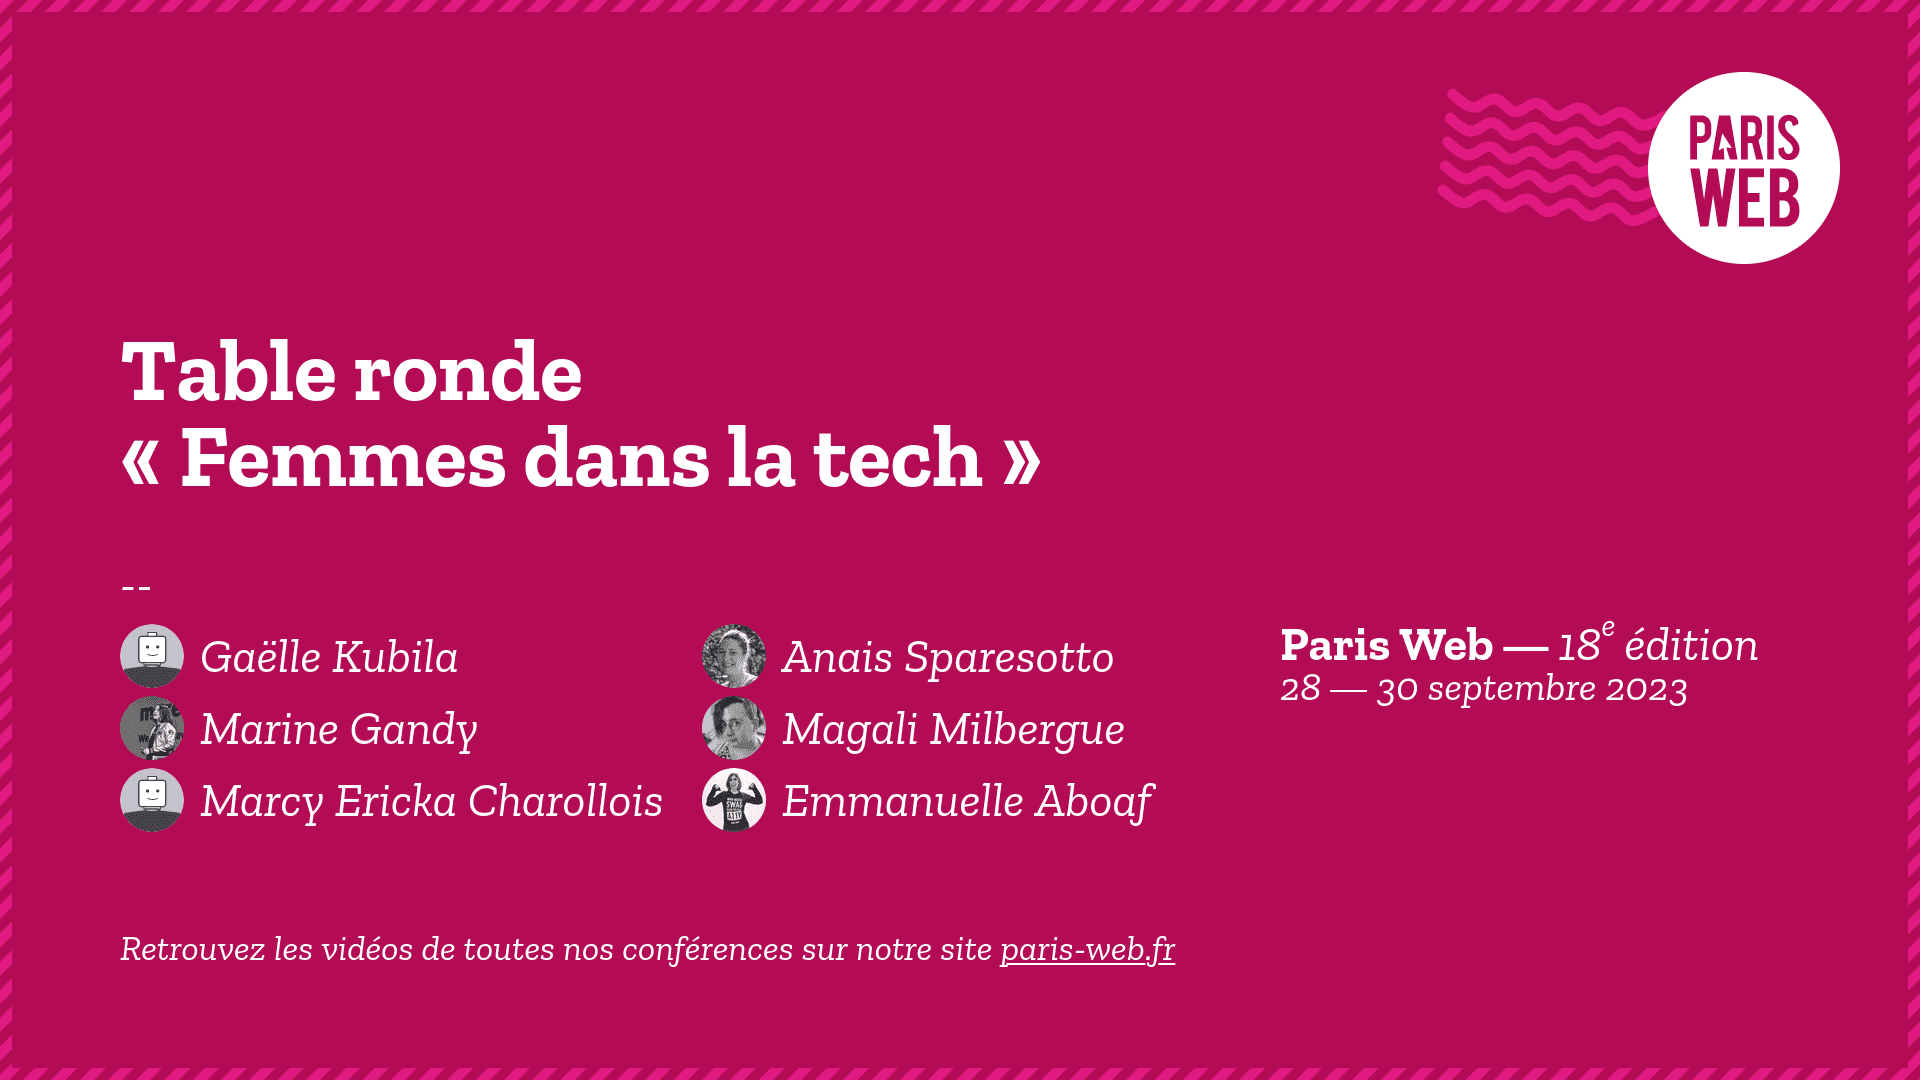 PARIS
WEB
Table ronde
« Femmes dans la tech »
--
Gaëlle Kubila
Marine Gandy
Marcy Ericka Charollois
Anais Sparesotto
Magali Milbergue
Emmanuelle Aboaf
Paris Web — 18e édition
28 — 30 septembre 2023
Retrouvez les vidéos de toutes nos conférences sur notre site paris-web.fr